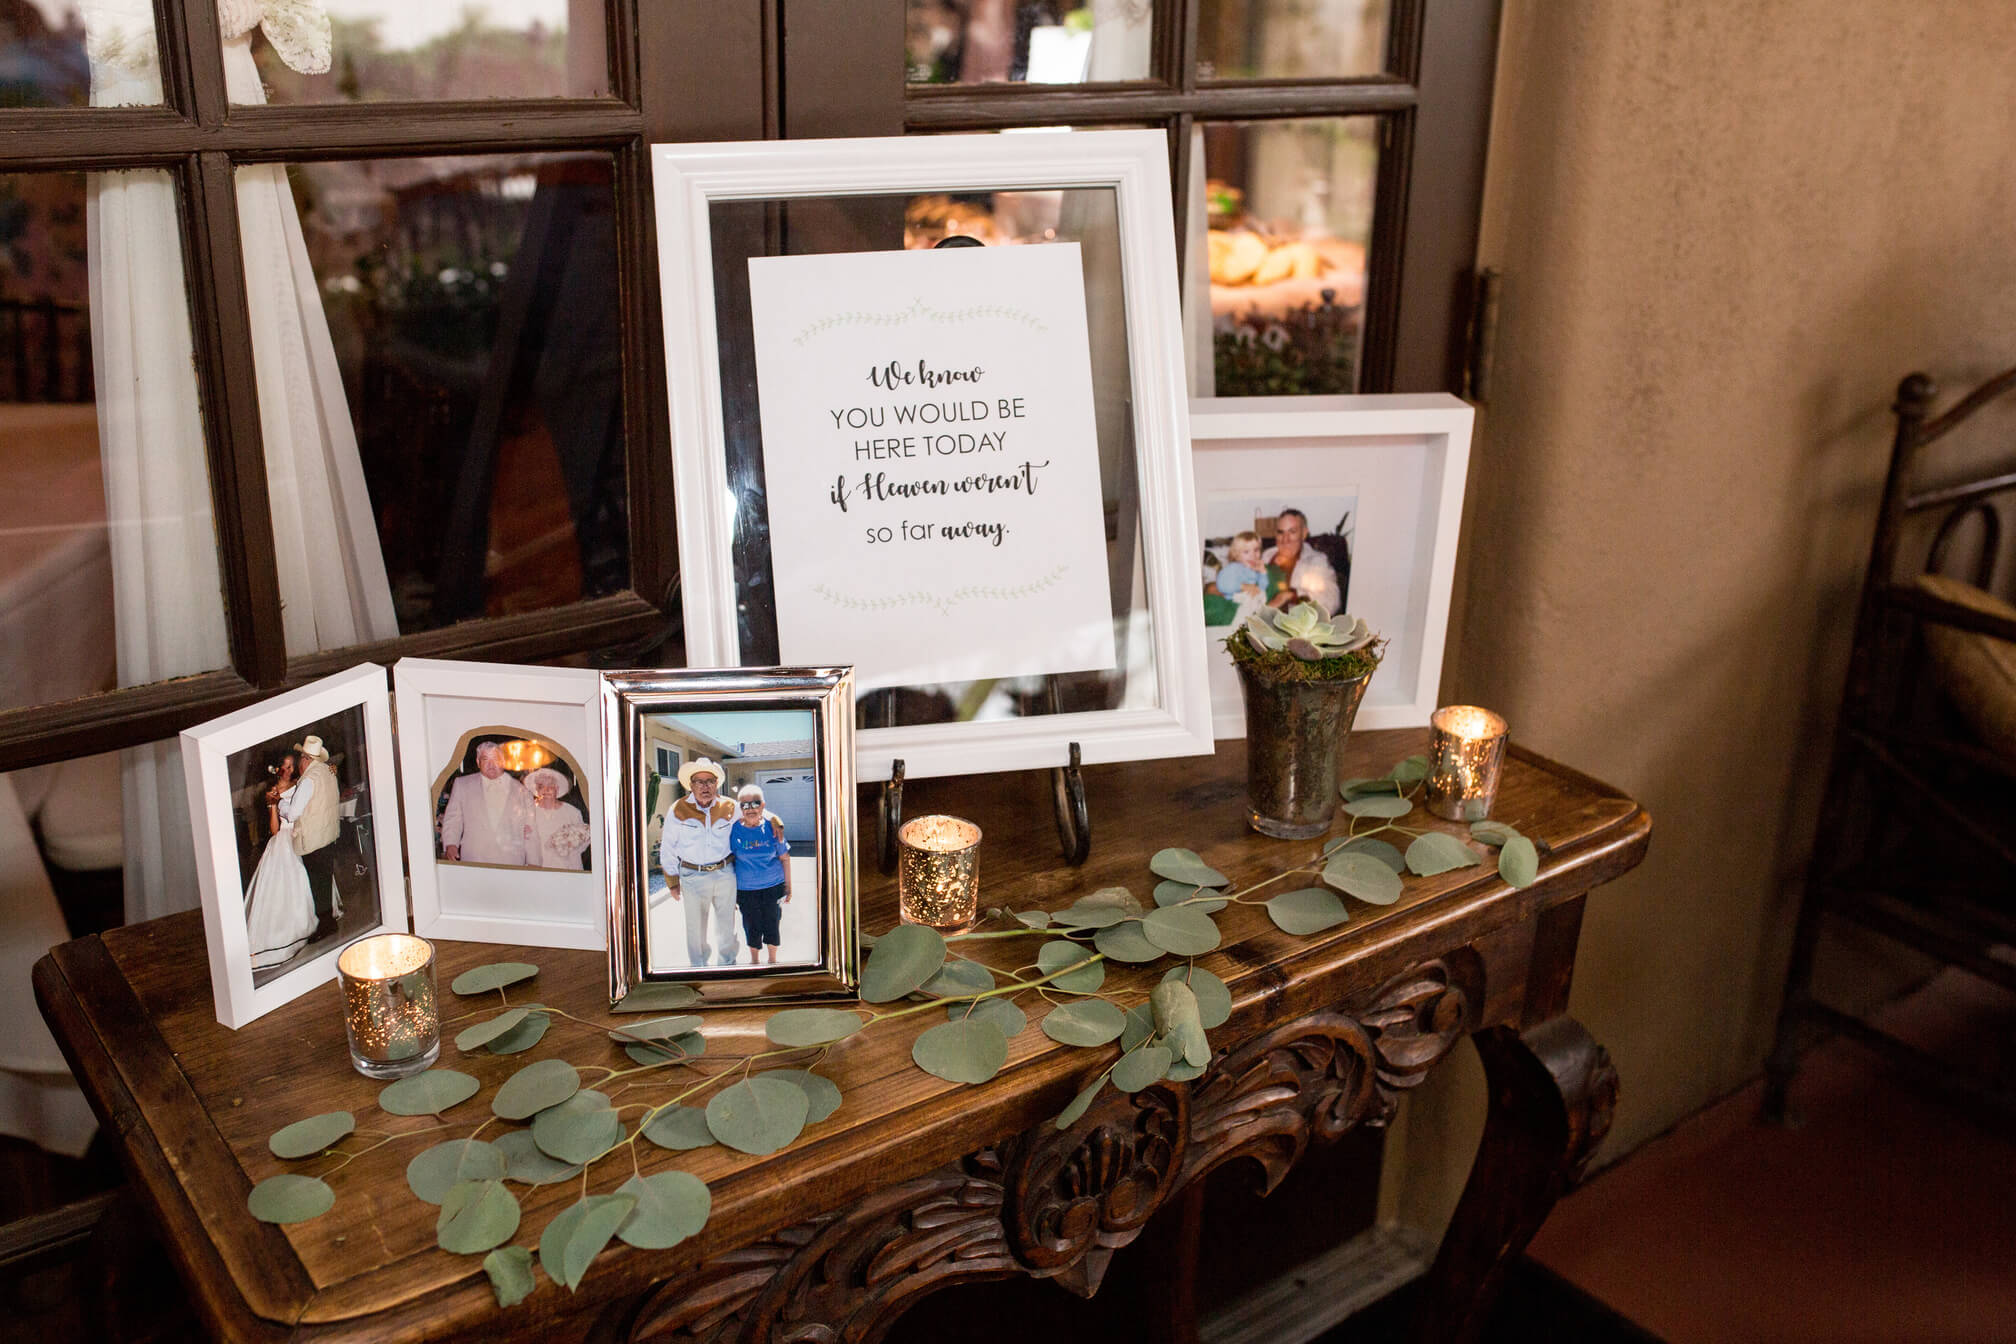 We know
YOU WOULD BE
HERE TODAY
if Heaven weren't
so far away.